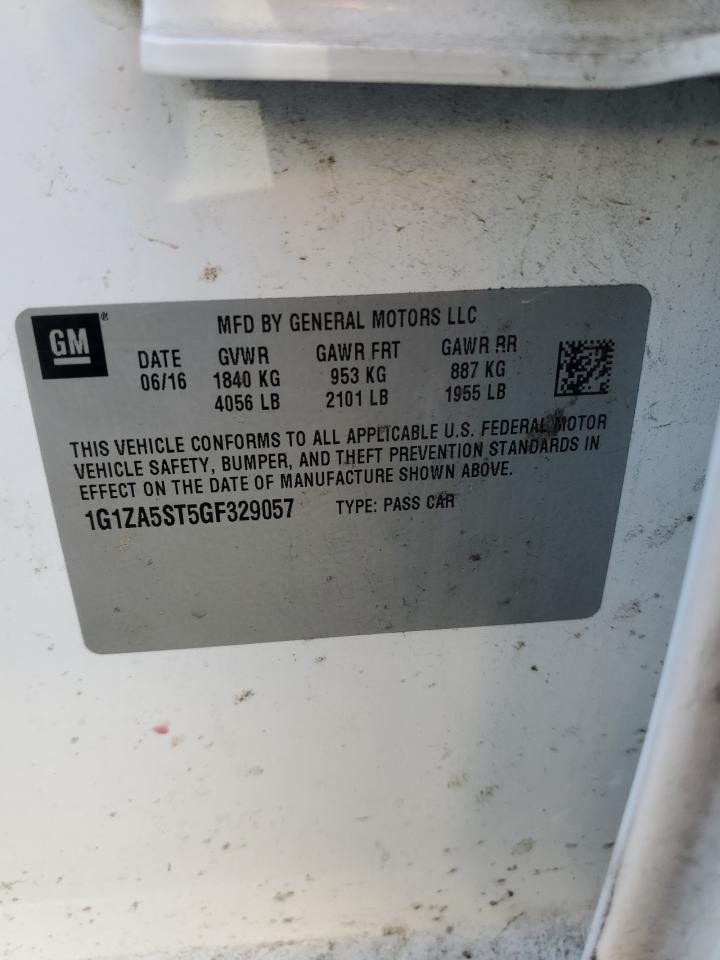 GM®
MFD BY GENERAL MOTORS LLC
DATE GVWR GAWR FRT GAWR RR
06/16 1840 KG 953 KG 887 KG
4056 LB 2101 LB 1955 LB
THIS VEHICLE CONFORMS TO ALL APPLICABLE U.S. FEDERAL MOTOR
VEHICLE SAFETY, BUMPER, AND THEFT PREVENTION STANDARDS IN
EFFECT ON THE DATE OF MANUFACTURE SHOWN ABOVE.
1G1ZA5ST5GF329057 TYPE: PASS CAR